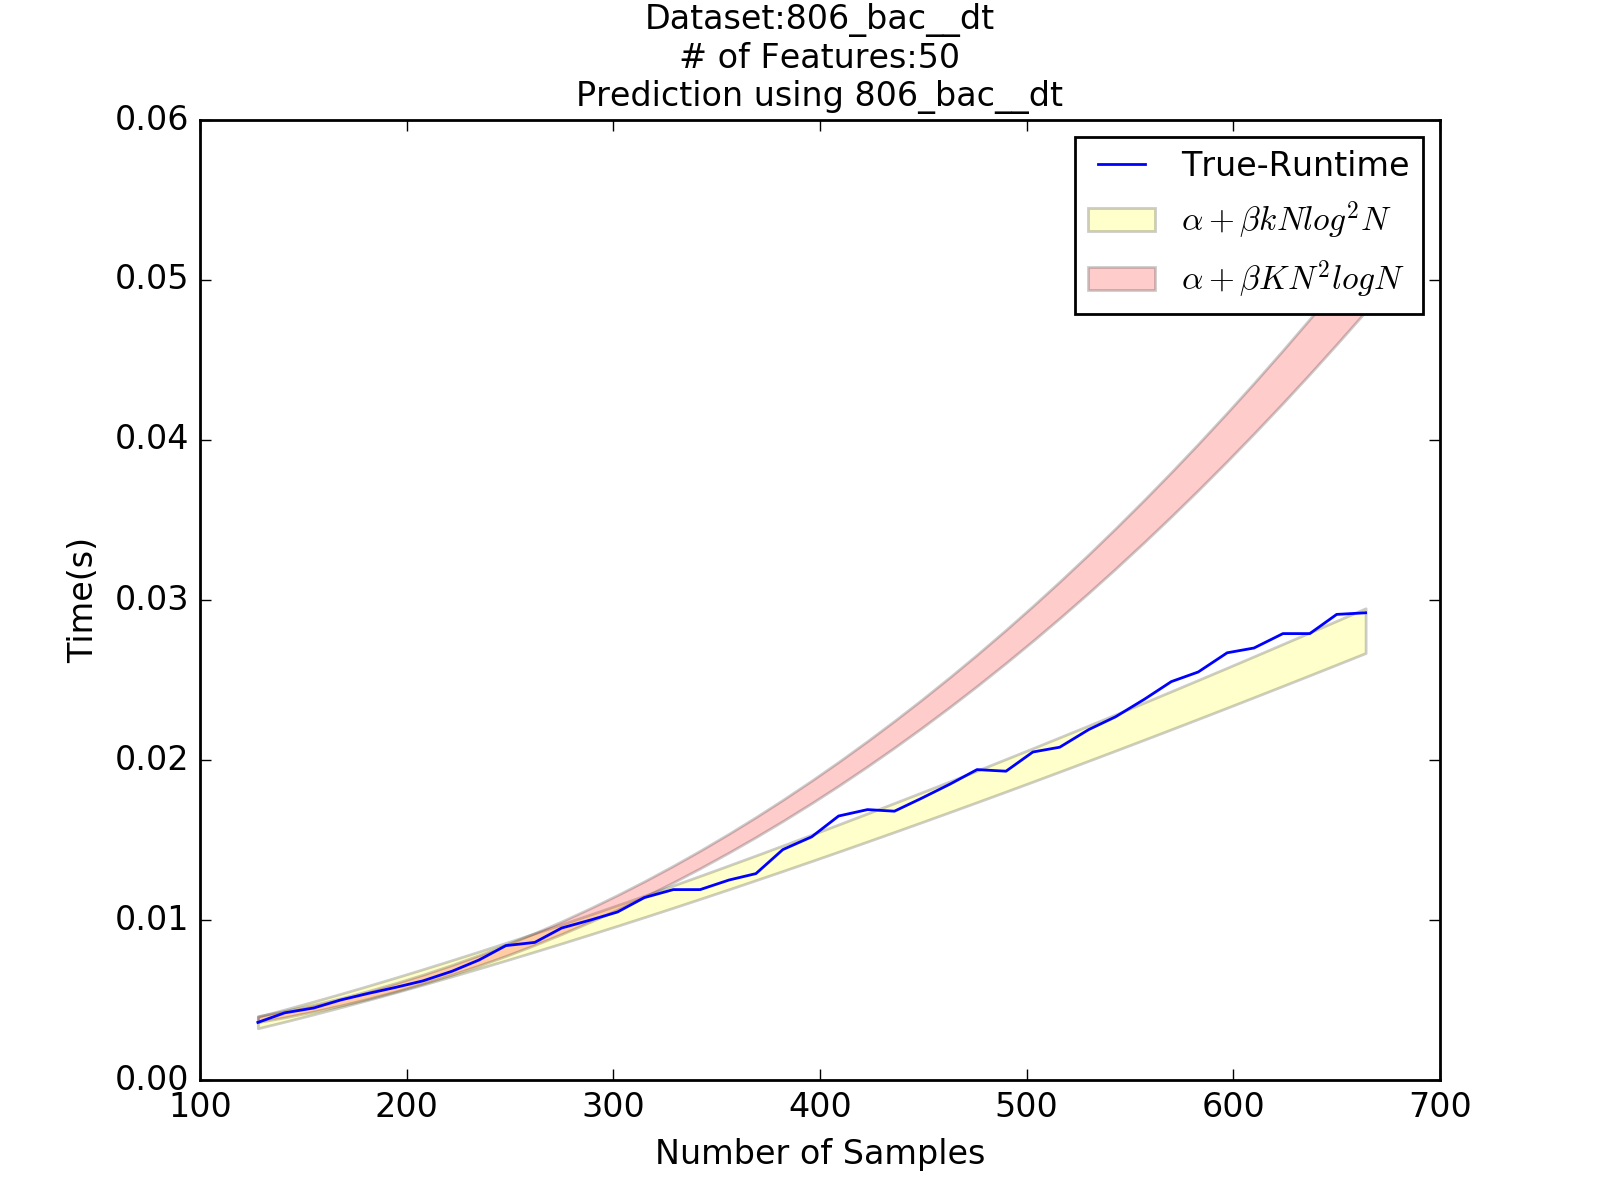 Dataset:806_bac__dt
# of Features:50
Prediction using 806_bac__dt
0.06
0.05
0.04
0.03
0.02
0.01
0.00
Time(s)
True-Runtime
α + βkNlog²N
α + βKN²logN
100 200 300 400 500 600 700
Number of Samples